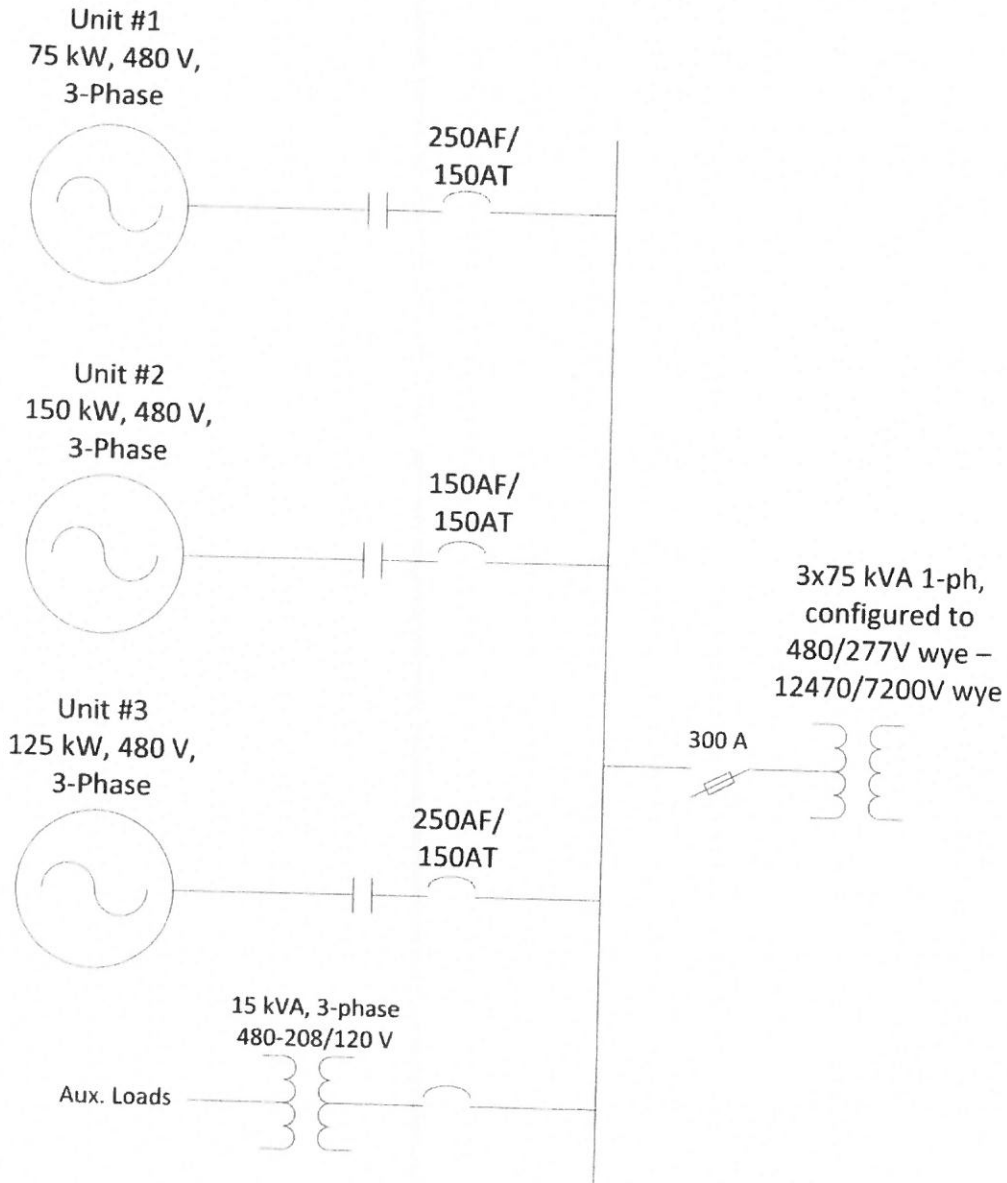 Unit #1
75 kW, 480 V,
3-Phase
250AF/
150AT
Unit #2
150 kW, 480 V,
3-Phase
150AF/
150AT
3x75 kVA 1-ph,
configured to
480/277V wye –
12470/7200V wye
300 A
Unit #3
125 kW, 480 V,
3-Phase
250AF/
150AT
15 kVA, 3-phase
480-208/120 V
Aux. Loads